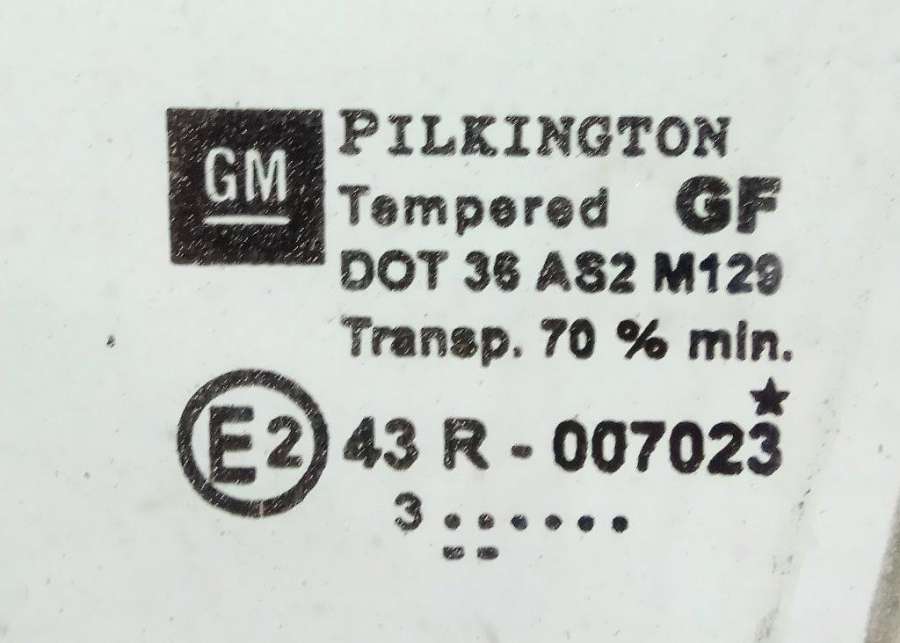 GM
PILKINGTON
Tempered GF
DOT 36 AS2 M129
Transp. 70 % min.
E2 43 R - 007023 ★
3 ......